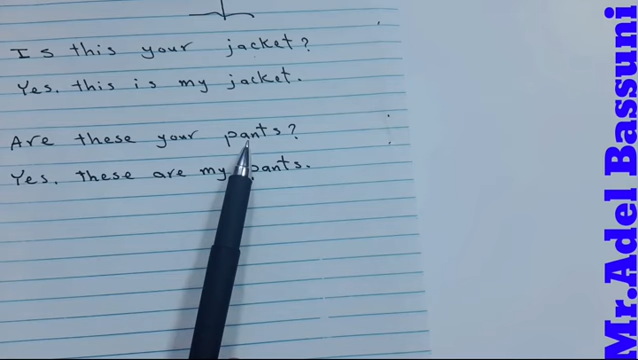 Is this your jacket?
Yes. this is my jacket.
Are these your pants?
Yes. these are my pants.
Mr.Adel Bassuni